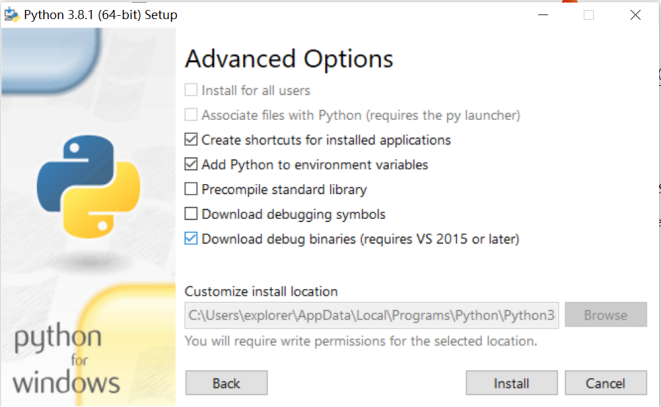 Python 3.8.1 (64-bit) Setup
Advanced Options
Install for all users
Associate files with Python (requires the py launcher)
Create shortcuts for installed applications
Add Python to environment variables
Precompile standard library
Download debugging symbols
Download debug binaries (requires VS 2015 or later)
Customize install location
C:\Users\explorer\AppData\Local\Programs\Python\Python3
Browse
You will require write permissions for the selected location.
python
for
windows
Back
Install
Cancel